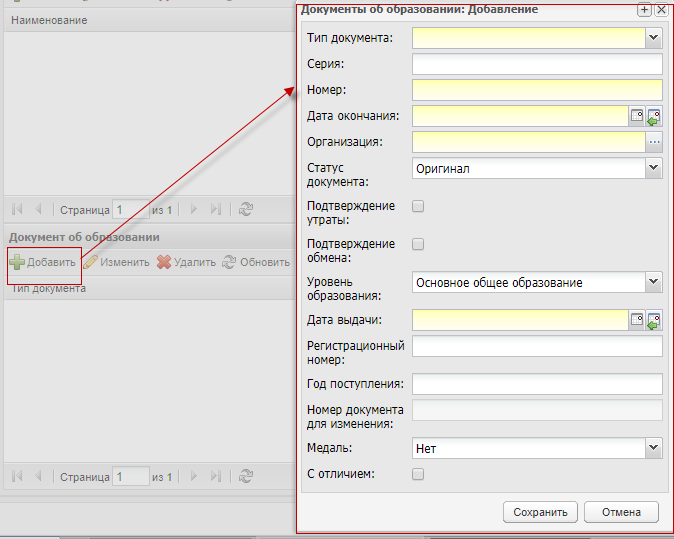 Наименование
Страница 1 из 1
Документ об образовании
Добавить Изменить Удалить Обновить
Тип документа
Страница 1 из 1
Документы об образовании: Добавление
Тип документа:
Серия:
Номер:
Дата окончания:
Организация:
Статус
документа:
Оригинал
Подтверждение
утраты:
Подтверждение
обмена:
Уровень
образования:
Основное общее образование
Дата выдачи:
Регистрационный
номер:
Год поступления:
Номер документа
для изменения:
Медаль:
Нет
С отличием:
Сохранить Отмена